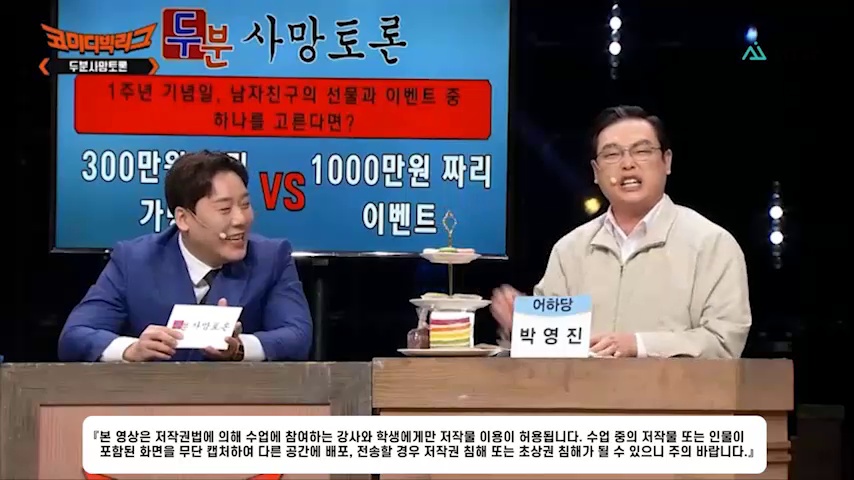 코미디빅리그
두분사망토론
두분 사망토론
1주년 기념일, 남자친구의 선물과 이벤트 중
하나를 고른다면?
300만원
VS
1000만원 짜리
이벤트
두분 사망토론
어하당
박영진
『본 영상은 저작권법에 의해 수업에 참여하는 강사와 학생에게만 저작물 이용이 허용됩니다. 수업 중의 저작물 또는 인물이
포함된 화면을 무단 캡처하여 다른 공간에 배포, 전송할 경우 저작권 침해 또는 초상권 침해가 될 수 있으니 주의 바랍니다.』